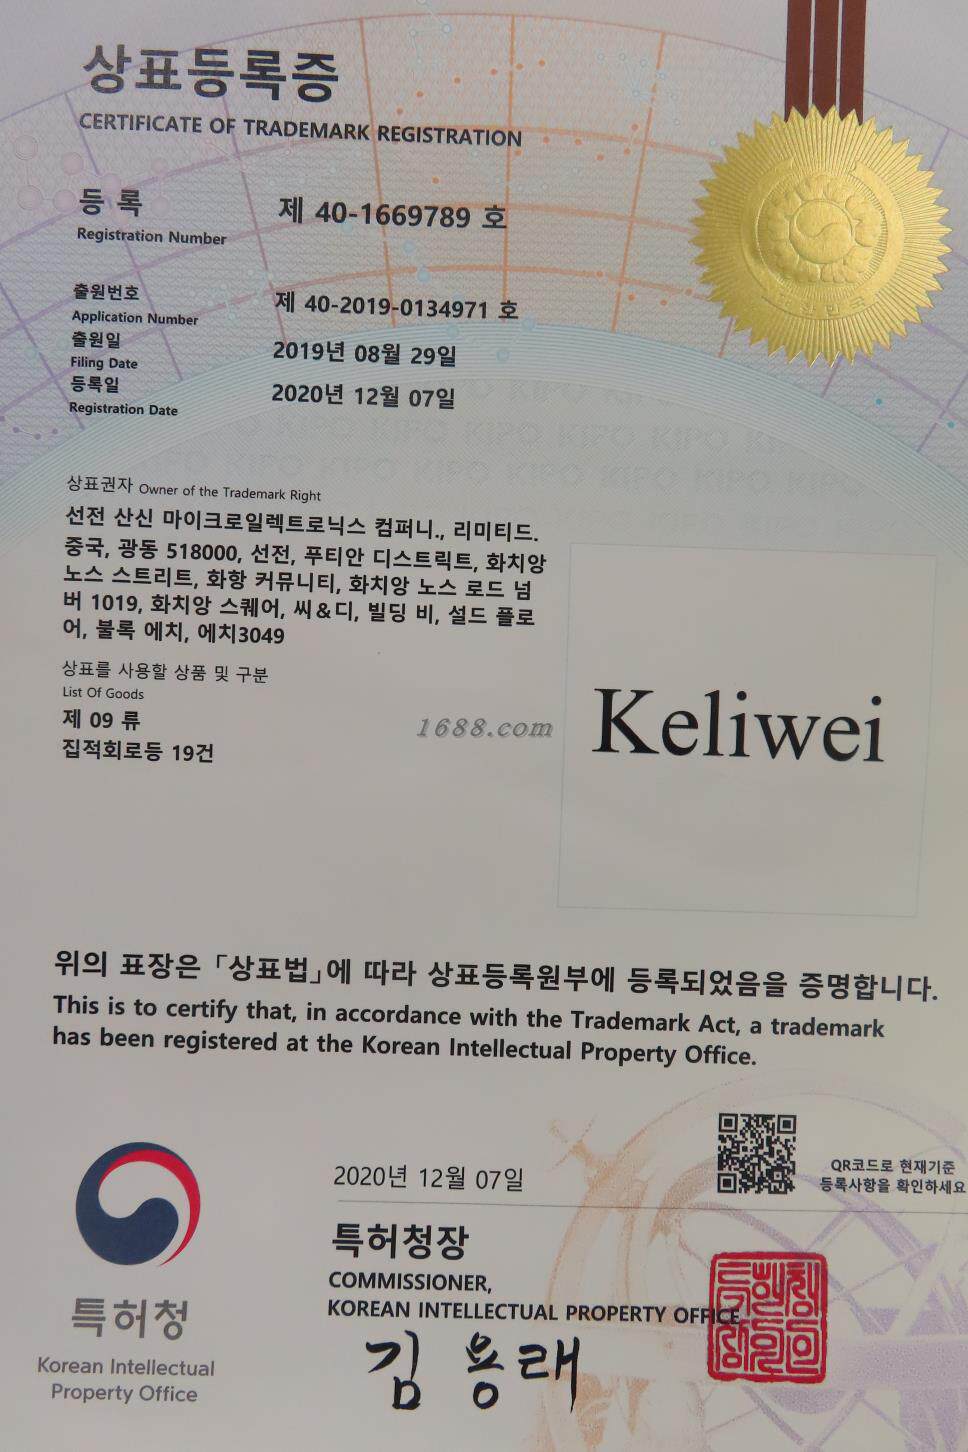 상표등록증
CERTIFICATE OF TRADEMARK REGISTRATION
등 록
제 40-1669789 호
Registration Number
출원번호
제 40-2019-0134971 호
Application Number
출원일
2019년 08월 29일
Filing Date
등록일
2020년 12월 07일
Registration Date
상표권자 Owner of the Trademark Right
선전 산신 마이크로일렉트로닉스 컴퍼니., 리미티드.
중국, 광동 518000, 선전, 푸티안 디스트릭트, 화치앙
노스 스트리트, 화항 커뮤니티, 화치앙 노스 로드 넘
버 1019, 화치앙 스퀘어, 씨&디, 빌딩 비, 설드 플로
어, 불록 에치, 에치3049
상표를 사용할 상품 및 구분
List Of Goods
제 09 류
집적회로등 19건
1688.com
Keliwei
위의 표장은 「상표법」에 따라 상표등록원부에 등록되었음을 증명합니다.
This is to certify that, in accordance with the Trademark Act, a trademark
has been registered at the Korean Intellectual Property Office.
2020년 12월 07일
QR코드로 현재기준
등록사항을 확인하세요
특허청장
COMMISSIONER,
KOREAN INTELLECTUAL PROPERTY OFFICE
김 용 래
특허청
Korean Intellectual
Property Office